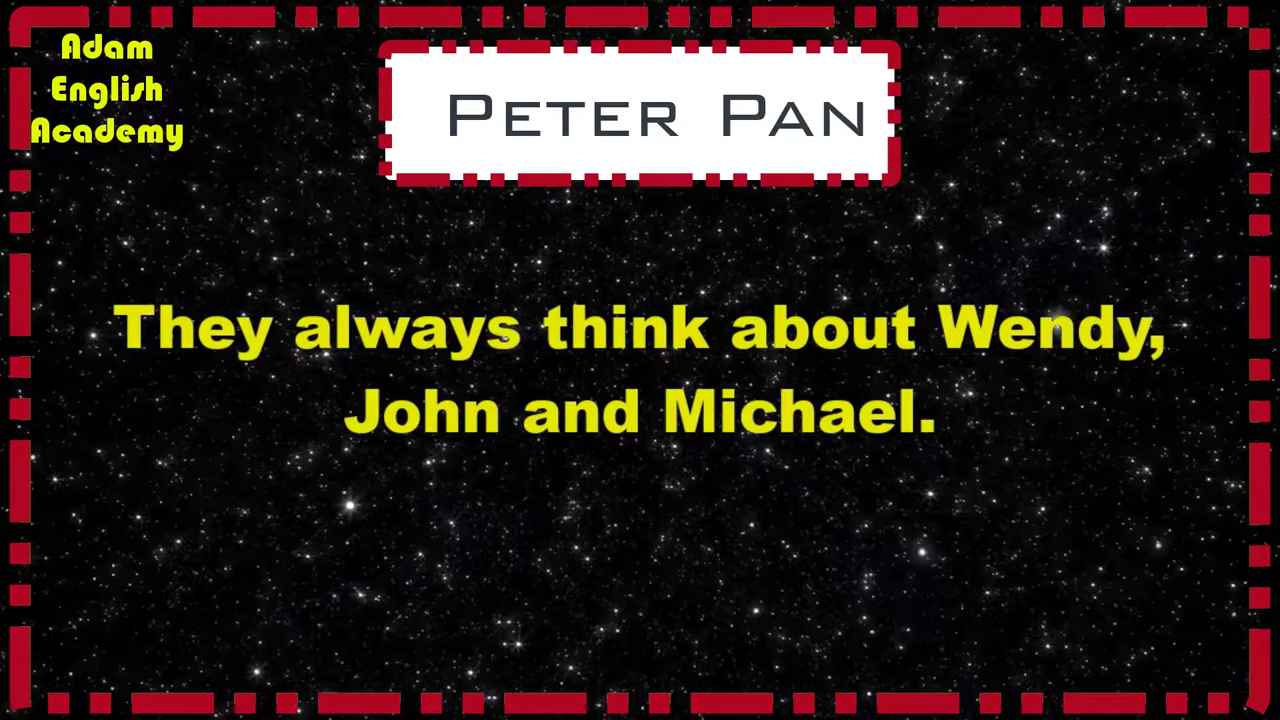 Adam
English
Academy
PETER PAN
They always think about Wendy,
John and Michael.